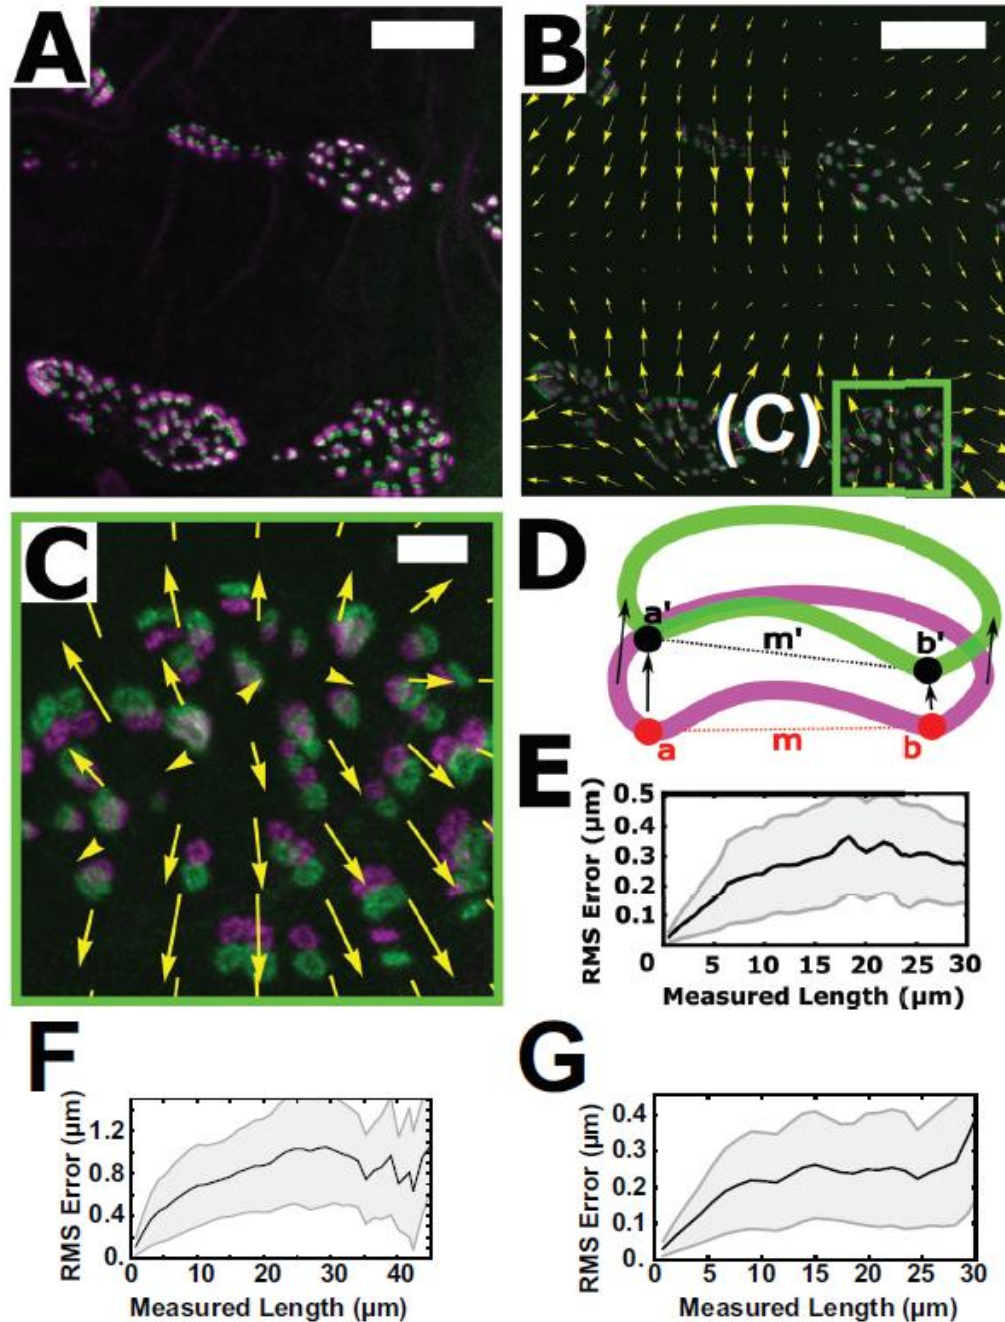 A
B
(C)
C
D
a'
b'
m'
a
m
b
E
RMS Error (µm)
0.5
0.4
0.3
0.2
0.1
0
5
10
15
20
25
30
Measured Length (µm)
F
RMS Error (µm)
1.2
0.8
0.4
0.
0
10
20
30
40
Measured Length (µm)
G
RMS Error (µm)
0.4
0.3
0.2
0.1
0
0
5
10
15
20
25
30
Measured Length (µm)